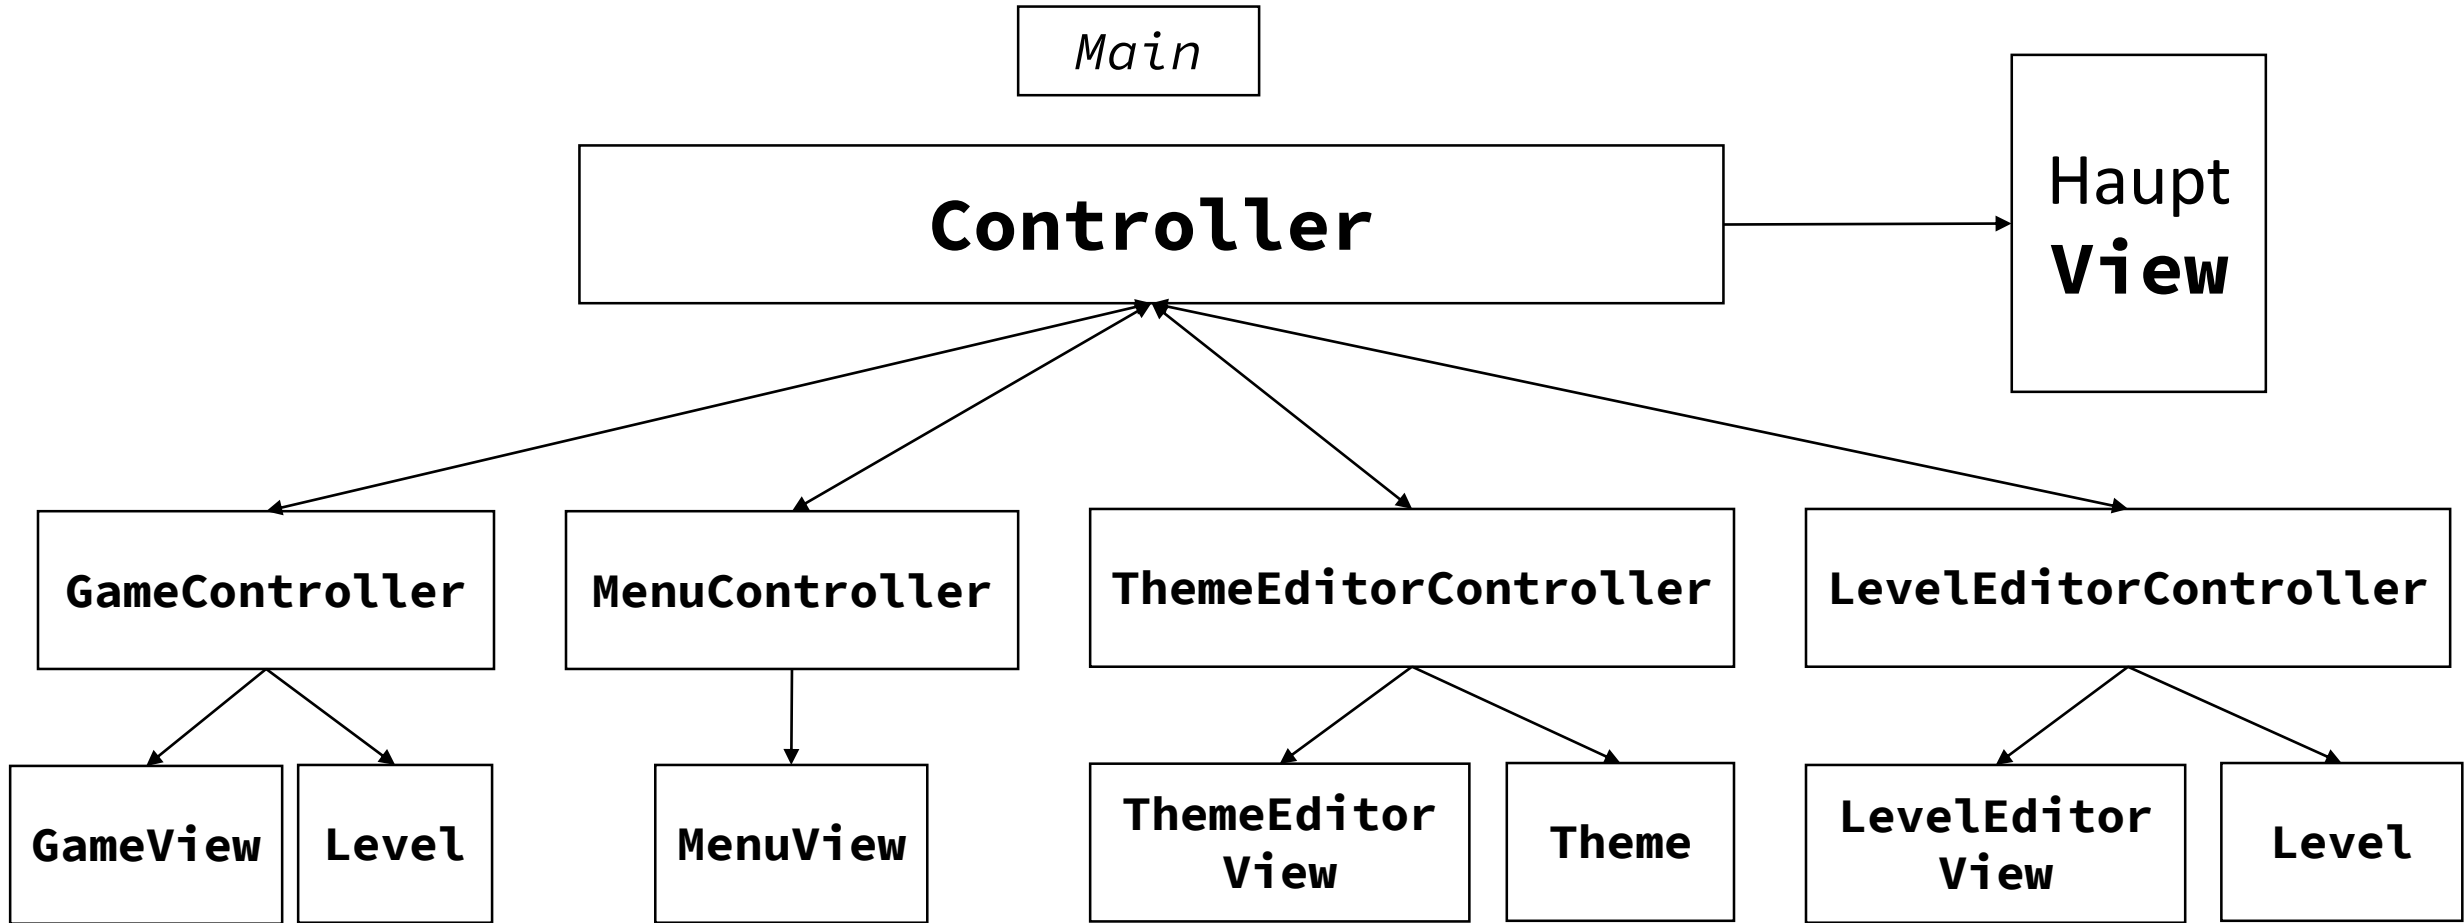 Main
Controller
Haupt
View
GameController
MenuController
ThemeEditorController
LevelEditorController
GameView
Level
MenuView
ThemeEditor
View
Theme
LevelEditor
View
Level